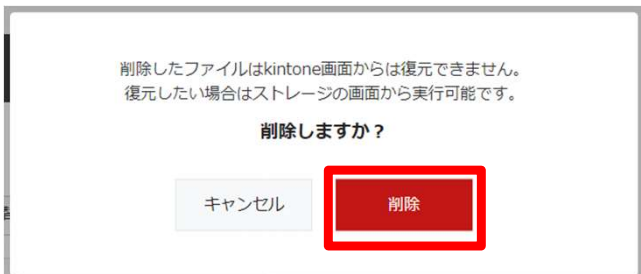 削除したファイルはkintone画面からは復元できません。
復元したい場合はストレージの画面から実行可能です。
削除しますか？
キャンセル
削除